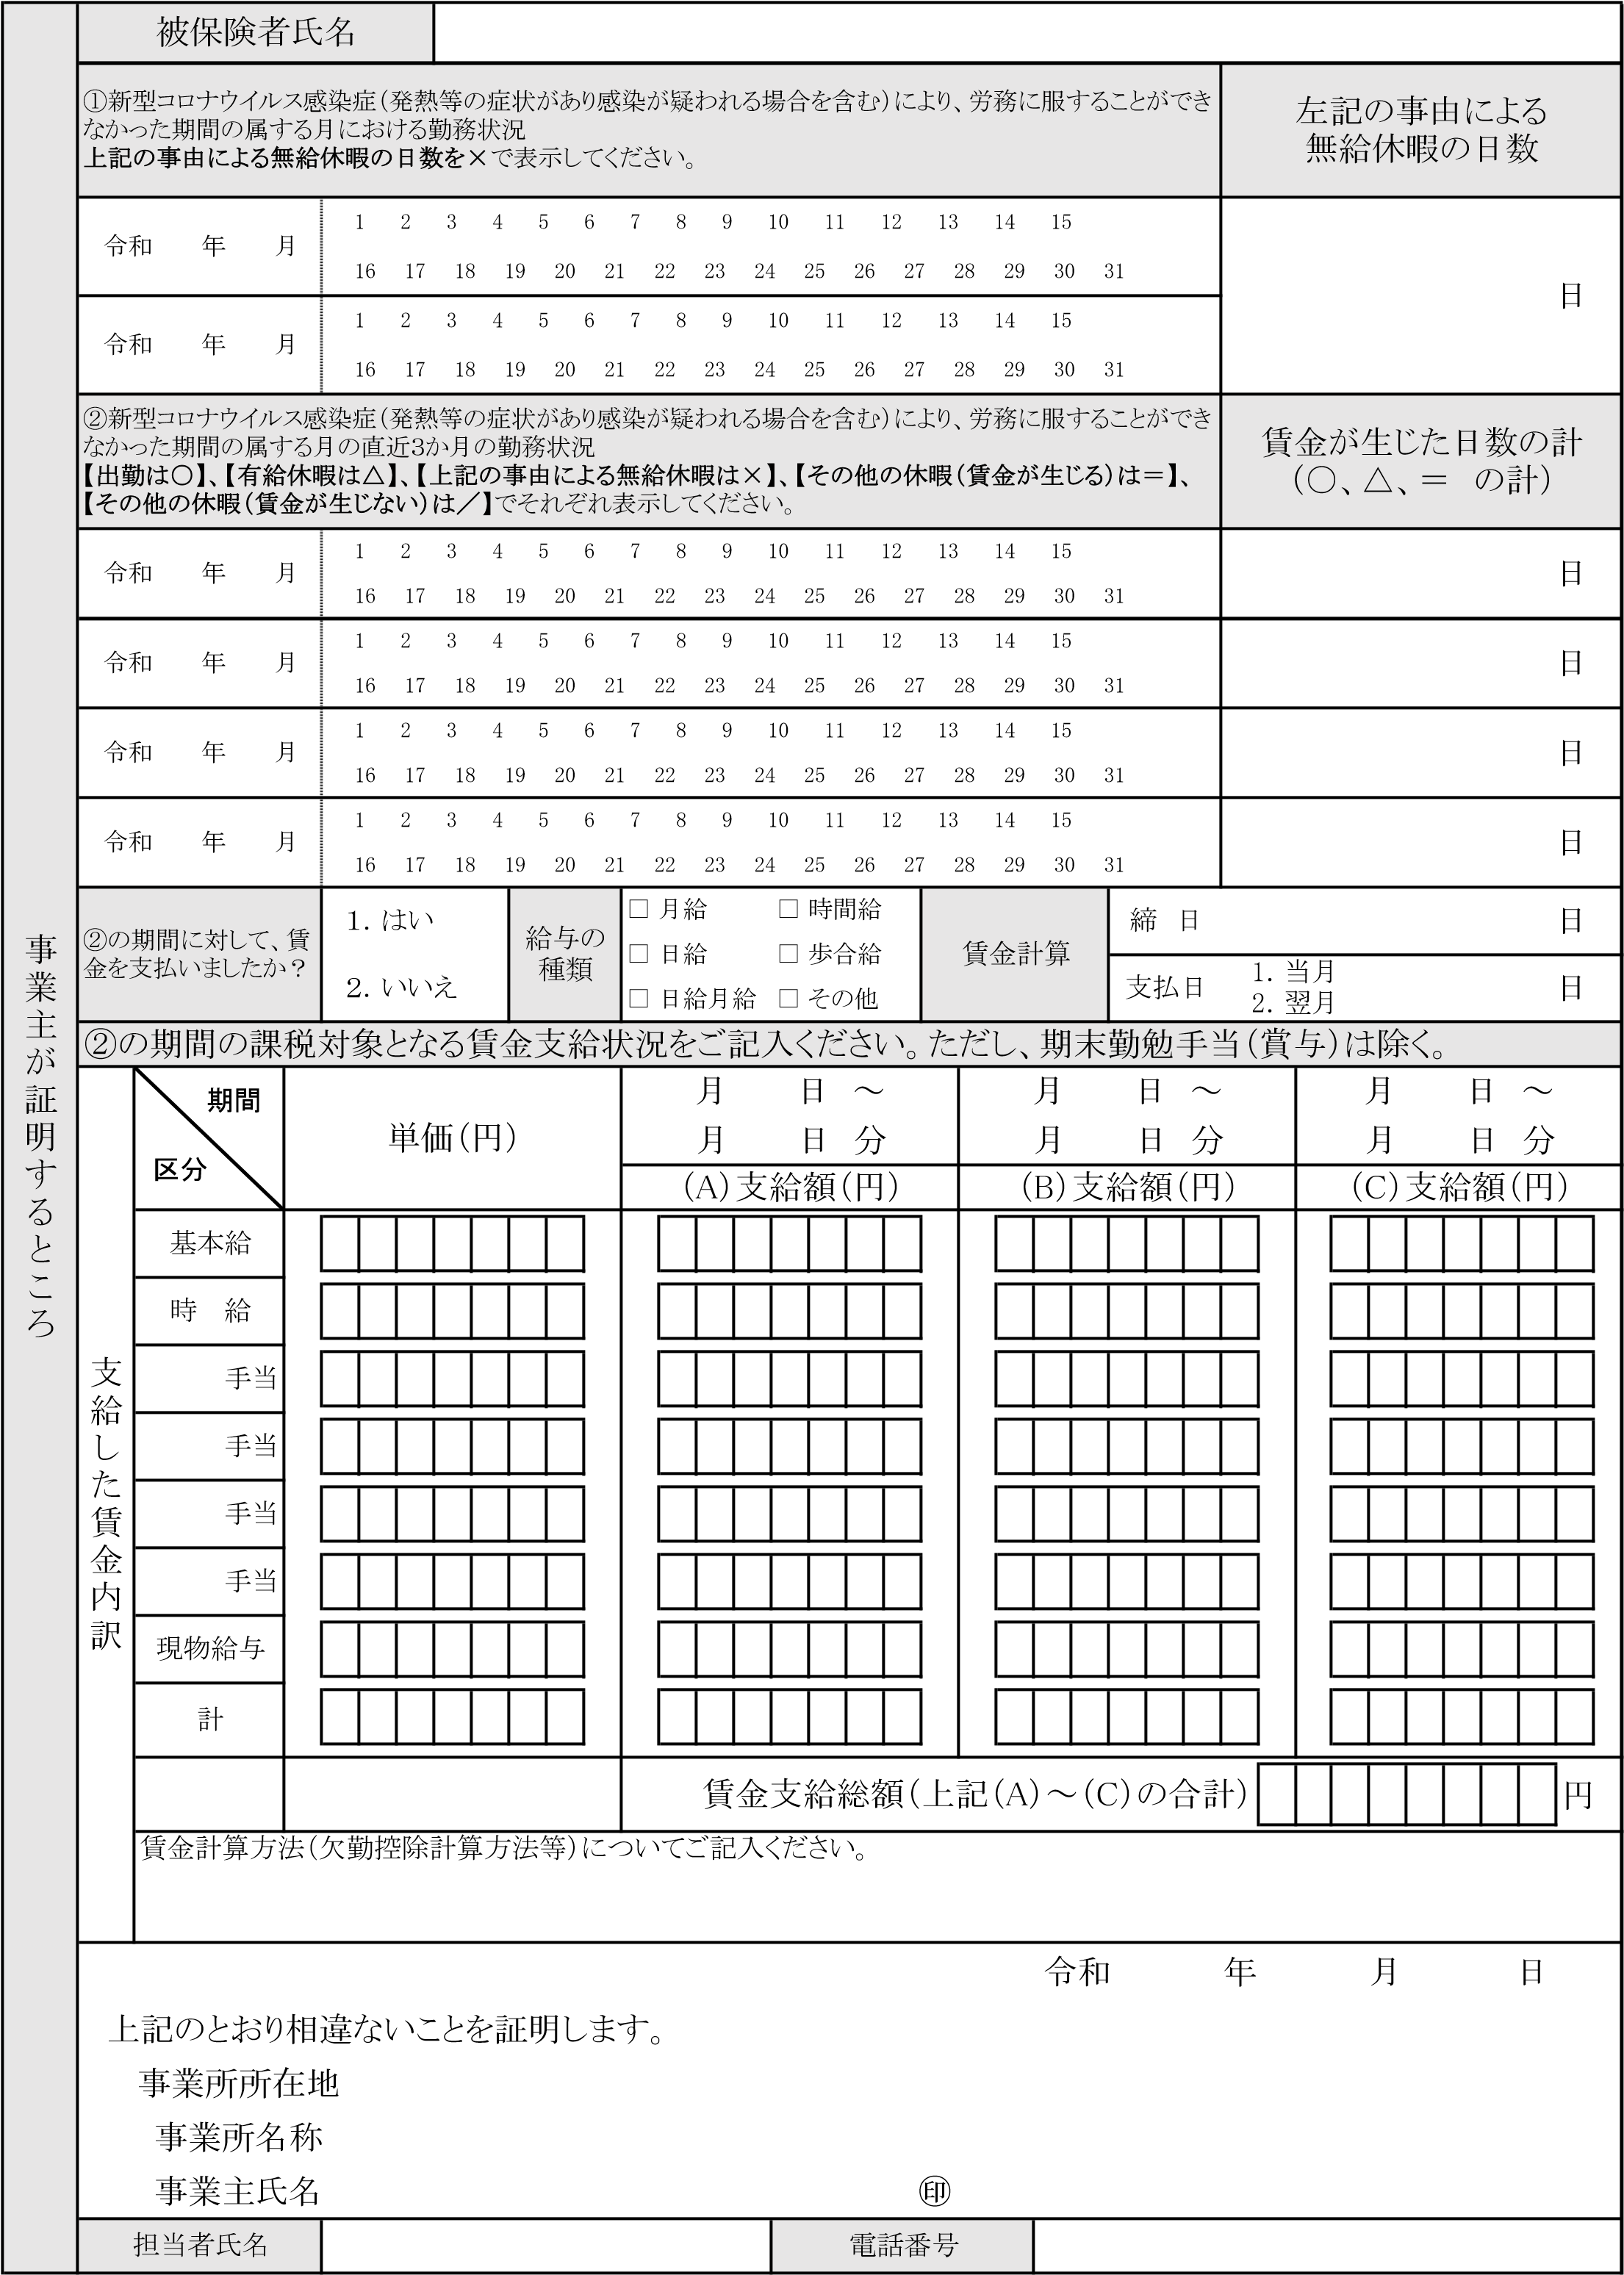 事業主が証明するところ
被保険者氏名
①新型コロナウイルス感染症(発熱等の症状があり感染が疑われる場合を含む)により、労務に服することができ
なかった期間の属する月における勤務状況
上記の事由による無給休暇の日数を×で表示してください。
左記の事由による
無給休暇の日数
令和 年 月
1 2 3 4 5 6 7 8 9 10 11 12 13 14 15
16 17 18 19 20 21 22 23 24 25 26 27 28 29 30 31
令和 年 月
1 2 3 4 5 6 7 8 9 10 11 12 13 14 15
16 17 18 19 20 21 22 23 24 25 26 27 28 29 30 31
日
②新型コロナウイルス感染症(発熱等の症状があり感染が疑われる場合を含む)により、労務に服することができ
なかった期間の属する月の直近3か月の勤務状況
【出勤は○】、【有給休暇は△】、【上記の事由による無給休暇は×】、【その他の休暇(賃金が生じる)は=】、
【その他の休暇(賃金が生じない)は/】でそれぞれ表示してください。
賃金が生じた日数の計
(○、△、= の計)
令和 年 月
1 2 3 4 5 6 7 8 9 10 11 12 13 14 15
16 17 18 19 20 21 22 23 24 25 26 27 28 29 30 31
日
令和 年 月
1 2 3 4 5 6 7 8 9 10 11 12 13 14 15
16 17 18 19 20 21 22 23 24 25 26 27 28 29 30 31
日
令和 年 月
1 2 3 4 5 6 7 8 9 10 11 12 13 14 15
16 17 18 19 20 21 22 23 24 25 26 27 28 29 30 31
日
令和 年 月
1 2 3 4 5 6 7 8 9 10 11 12 13 14 15
16 17 18 19 20 21 22 23 24 25 26 27 28 29 30 31
日
②の期間に対して、賃
金を支払いましたか?
1. はい
2. いいえ
給与の
種類
□ 月給 □ 時間給
□ 日給 □ 歩合給
□ 日給月給 □ その他
賃金計算
締 日 日
支払日 1. 当月 日
2. 翌月
②の期間の課税対象となる賃金支給状況をご記入ください。ただし、期末勤勉手当(賞与)は除く。
支給した賃金内訳
期間
区分
単価(円)
月 日 ~
月 日 分
(A)支給額(円)
月 日 ~
月 日 分
(B)支給額(円)
月 日 ~
月 日 分
(C)支給額(円)
基本給
時 給
手当
手当
手当
手当
現物給与
計
賃金支給総額(上記(A)~(C)の合計) 円
賃金計算方法(欠勤控除計算方法等)についてご記入ください。
令和 年 月 日
上記のとおり相違ないことを証明します。
事業所所在地
事業所名称
事業主氏名 ㊞
担当者氏名
電話番号